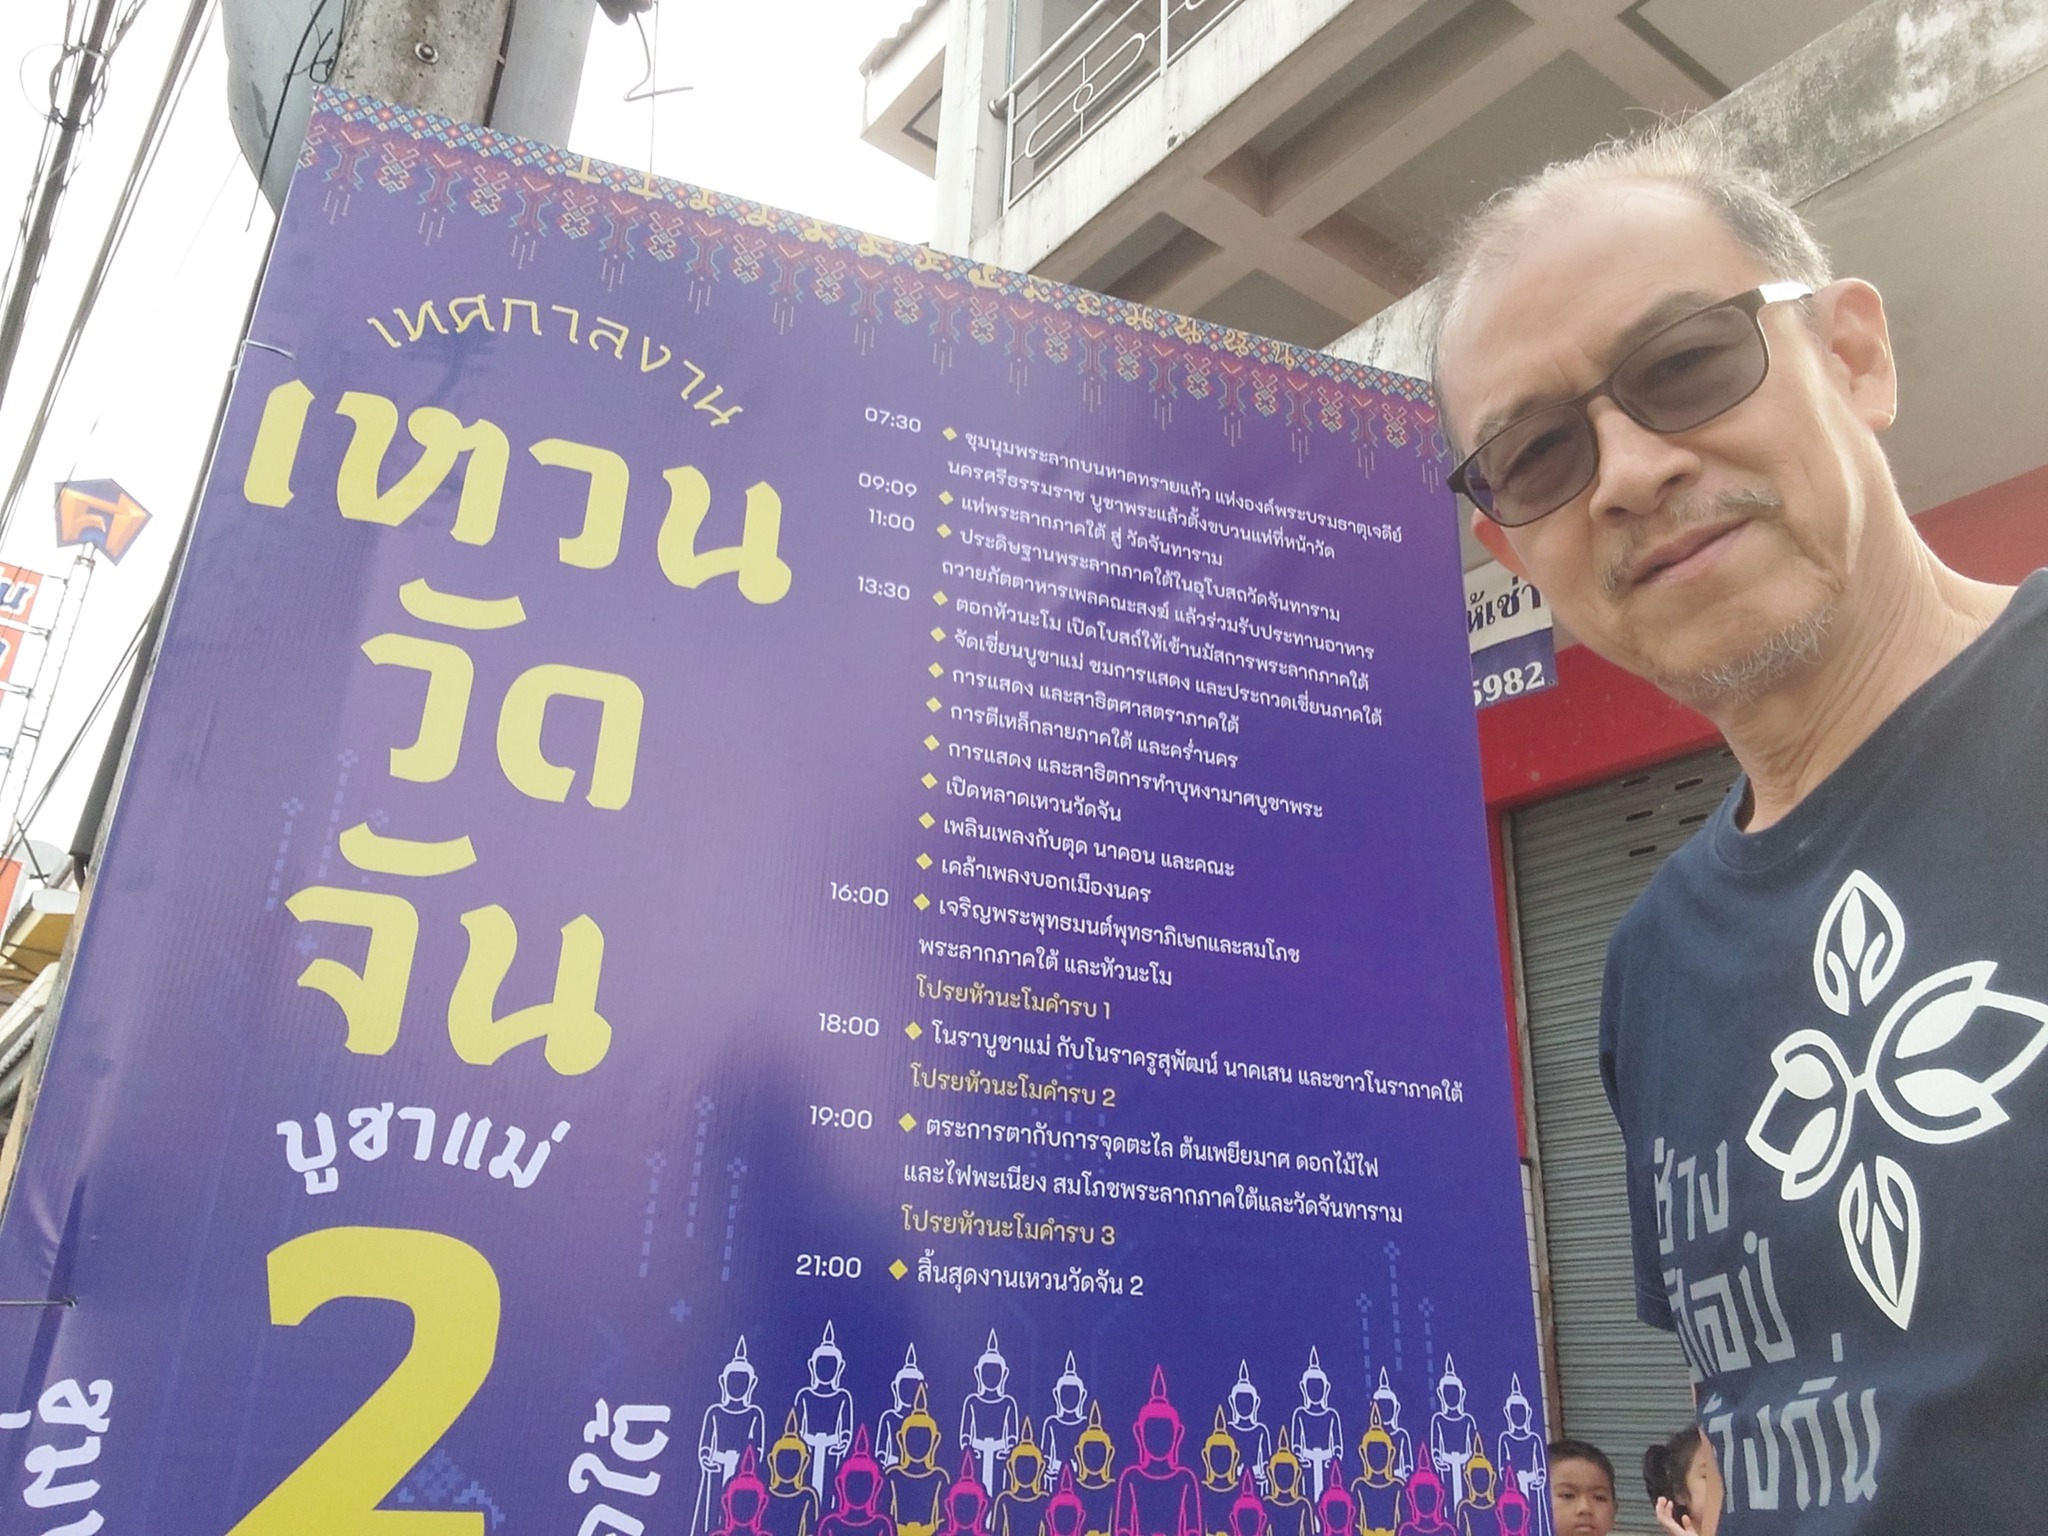 เทศกาลงาน
เหวน
วัด
จัน
บูชาแม่
2
07:30 ชุมนุมพระลากบนหาดทรายแก้ว แห่งองค์พระบรมธาตุเจดีย์
นครศรีธรรมราช บูชาพระแล้วตั้งขบวนแห่ที่หน้าวัด
09:09 แห่พระลากภาคใต้ สู่ วัดจันทาราม
11:00 ประดิษฐานพระลากภาคใต้ในอุโบสถวัดจันทาราม
ถวายภัตตาหารเพลคณะสงฆ์ แล้วร่วมรับประทานอาหาร
13:30 ตอกหัวนะโม เปิดโบสถ์ให้เข้านมัสการพระลากภาคใต้
จัดเชี่ยนบูชาแม่ ชมการแสดง และประกวดเชี่ยนภาคใต้
การแสดง และสาธิตศาสตราภาคใต้
การตีเหล็กลายภาคใต้ และคร่ำนคร
การแสดง และสาธิตการทำบุหงามาศบูชาพระ
เปิดหลาดเหวนวัดจัน
เพลินเพลงกับตุด นาคอน และคณะ
เคล้าเพลงบอกเมืองนคร
16:00 เจริญพระพุทธมนต์พุทธาภิเษกและสมโภช
พระลากภาคใต้ และหัวนะโม
โปรยหัวนะโมคำรบ 1
18:00 โนราบูชาแม่ กับโนราครูสุพัฒน์ นาคเสน และชาวโนราภาคใต้
โปรยหัวนะโมคำรบ 2
19:00 ตระการตากับการจุดตะไล ต้นเพยียมาศ ดอกไม้ไฟ
และไฟพะเนียง สมโภชพระลากภาคใต้และวัดจันทาราม
โปรยหัวนะโมคำรบ 3
21:00 สิ้นสุดงานเหวนวัดจัน 2
ให้เช่า
5982
ช่าง
ศิลป์
ท้องถิ่น